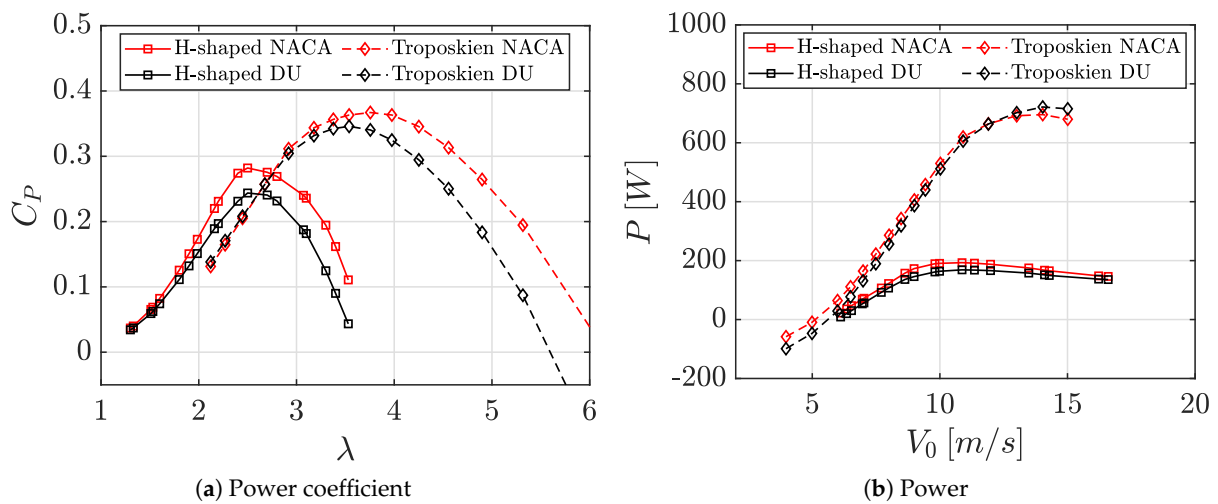 0.5
0.4
0.3
0.2
0.1
0
C_P
H-shaped NACA
H-shaped DU
Troposkien NACA
Troposkien DU
1 2 3 4 5 6
λ
(a) Power coefficient
1000
800
600
400
200
0
-200
P [W]
H-shaped NACA
H-shaped DU
Troposkien NACA
Troposkien DU
5 10 15 20
V_0 [m/s]
(b) Power